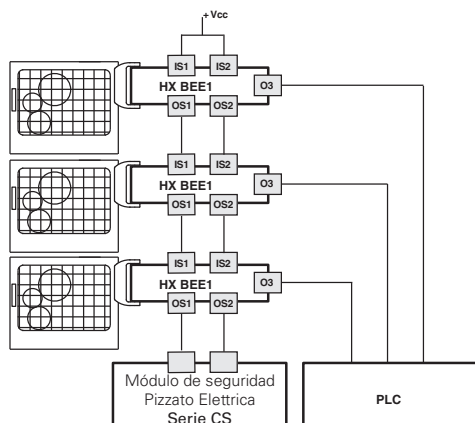 + Vcc
IS1 IS2
HX BEE1 O3
OS1 OS2
IS1 IS2
HX BEE1 O3
OS1 OS2
IS1 IS2
HX BEE1 O3
OS1 OS2
Módulo de seguridad
Pizzato Elettrica
Serie CS
PLC